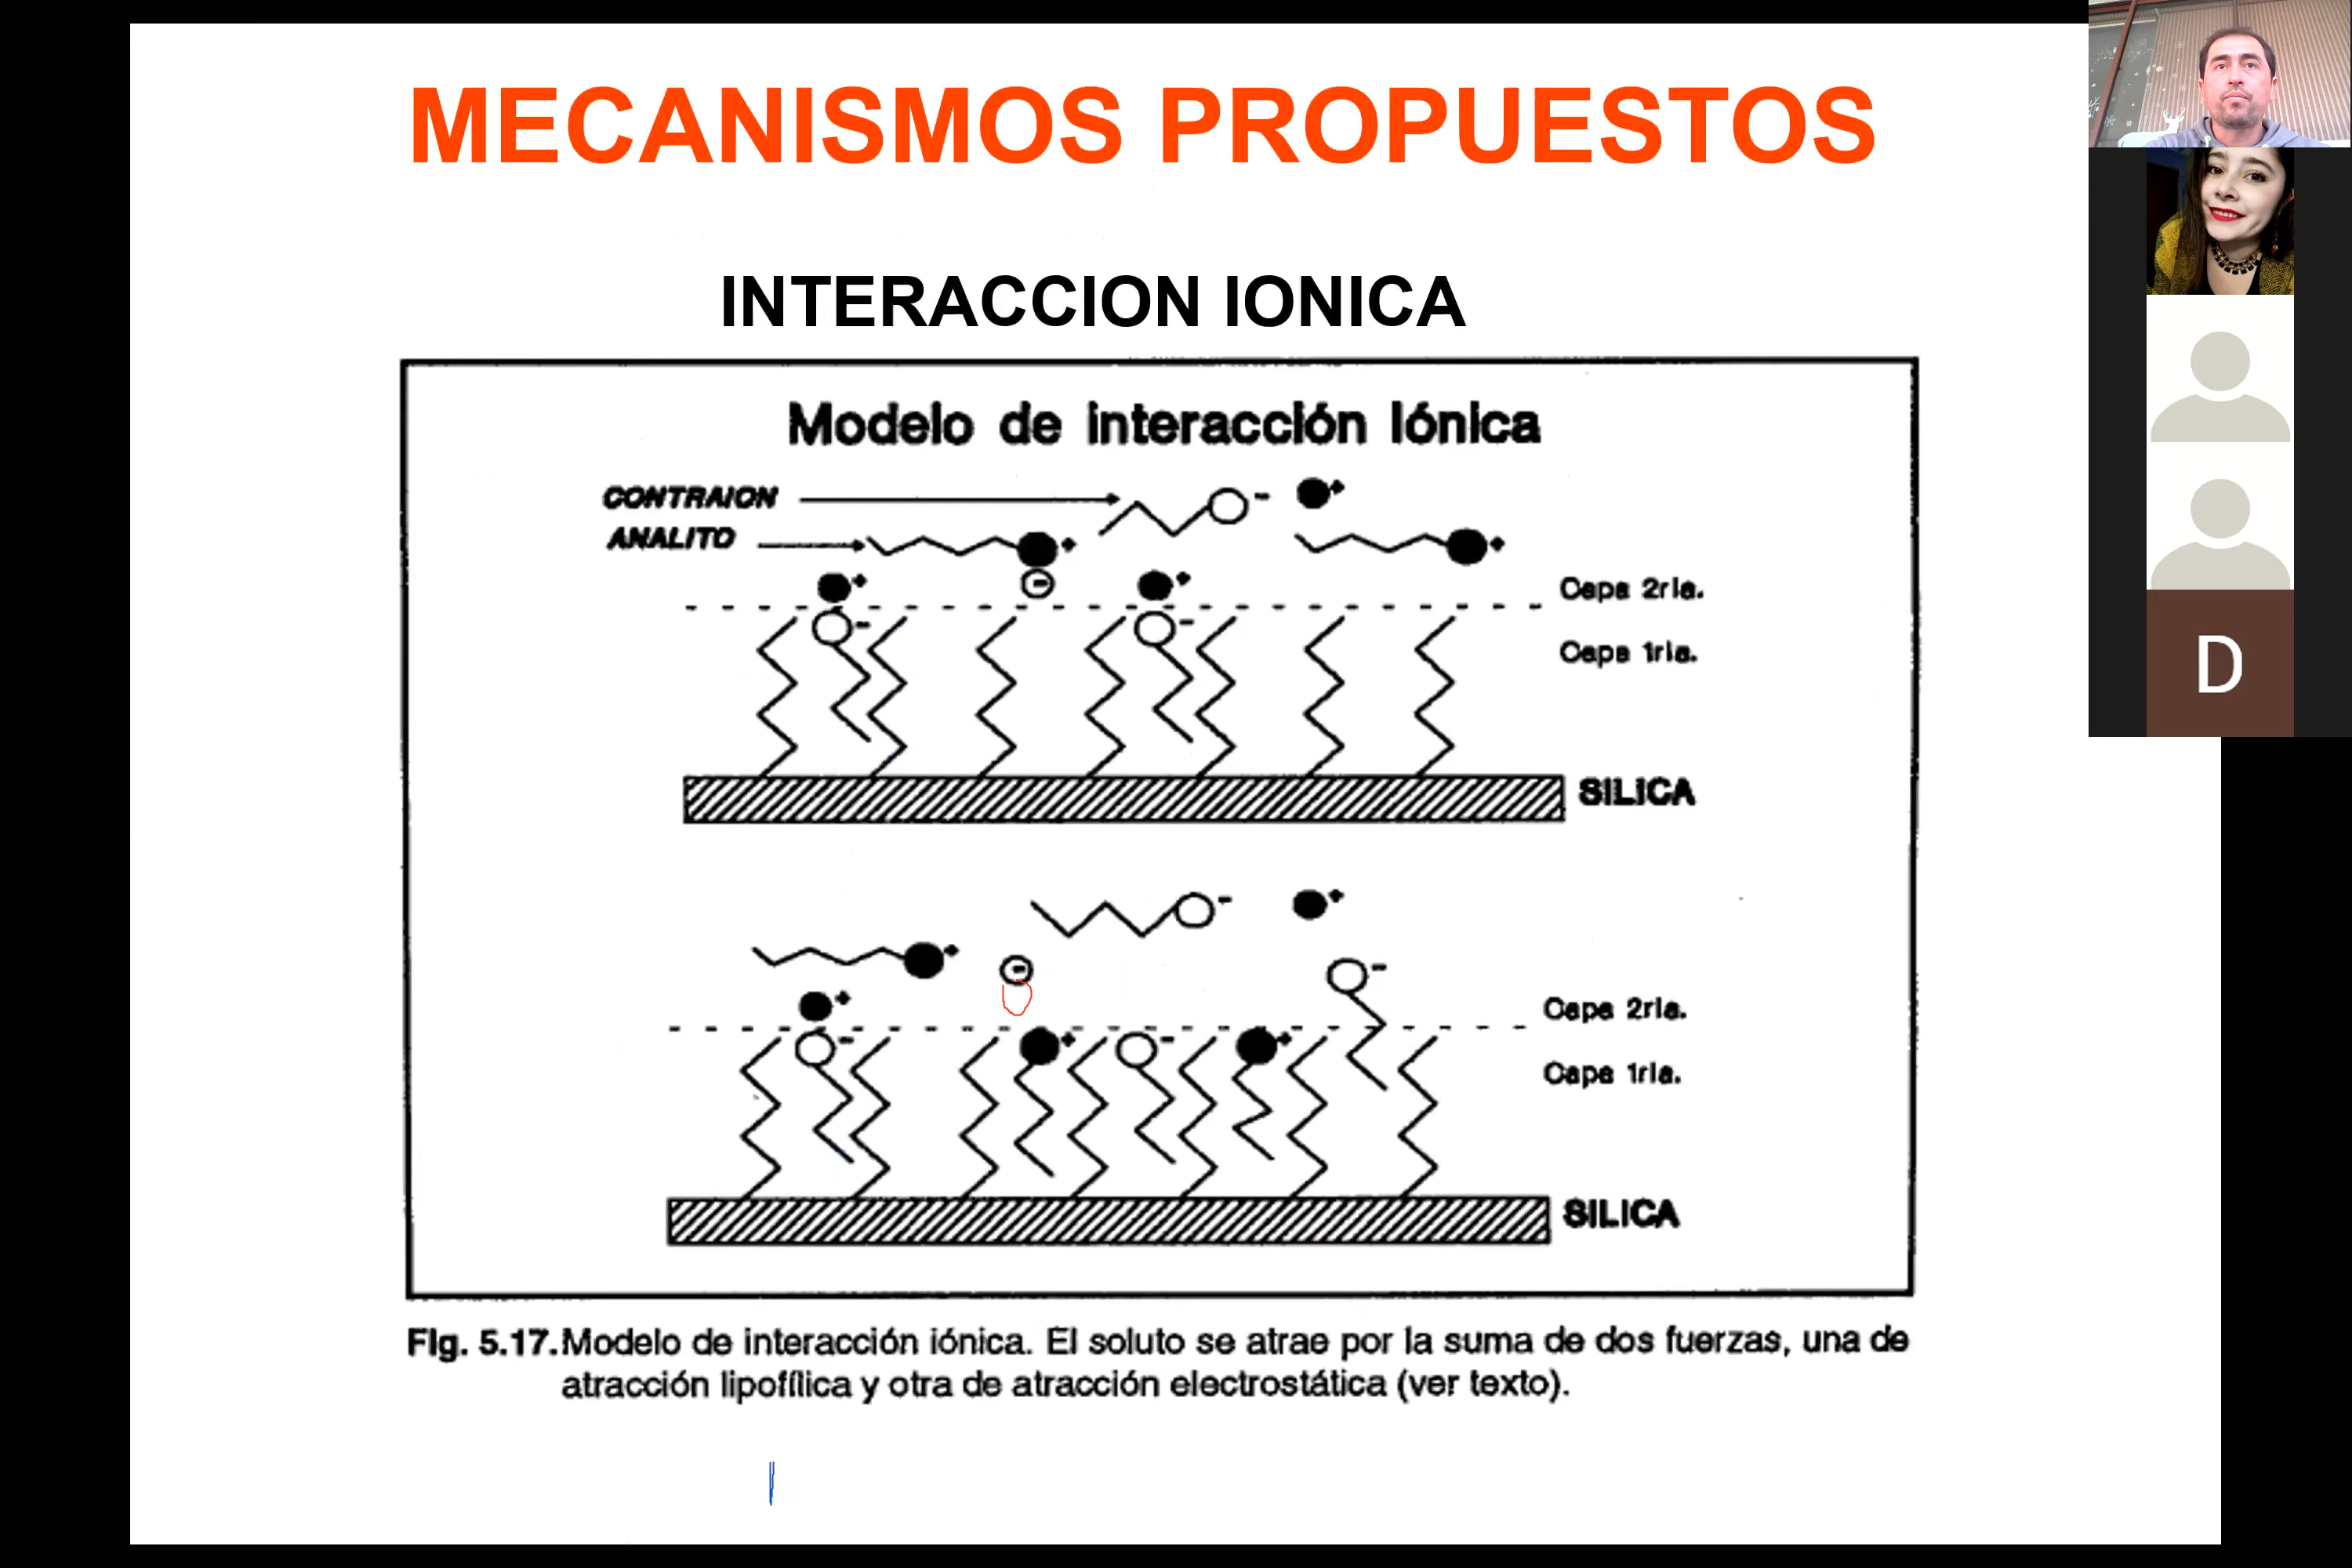 MECANISMOS PROPUESTOS
INTERACCION IONICA
Modelo de interacción Iónica
CONTRAION
ANALITO
Capa 2ria.
Capa 1ria.
SILICA
Capa 2ria.
Capa 1ria.
SILICA
Fig. 5.17. Modelo de interacción iónica. El soluto se atrae por la suma de dos fuerzas, una de
atracción lipofílica y otra de atracción electrostática (ver texto).
D